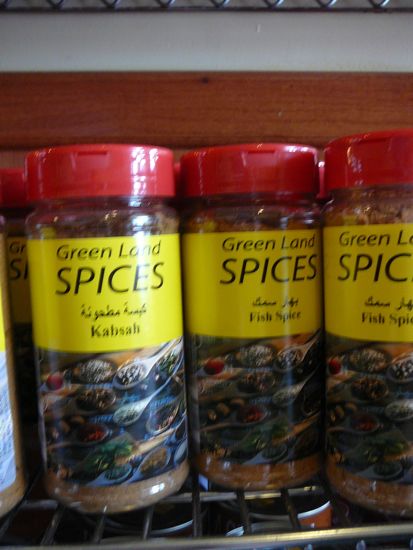 Green Land
SPICES
كبسة مطحونة
Kabsah
Green Land
SPICES
بهار سمك
Fish Spice
Green Land
SPIC
بهار سمك
Fish Spic